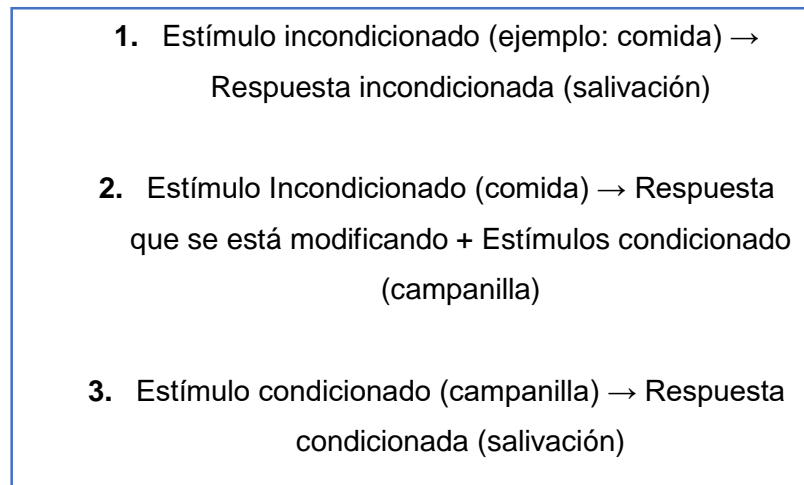 1. Estímulo incondicionado (ejemplo: comida) →
Respuesta incondicionada (salivación)
2. Estímulo Incondicionado (comida) → Respuesta
que se está modificando + Estímulos condicionado
(campanilla)
3. Estímulo condicionado (campanilla) → Respuesta
condicionada (salivación)